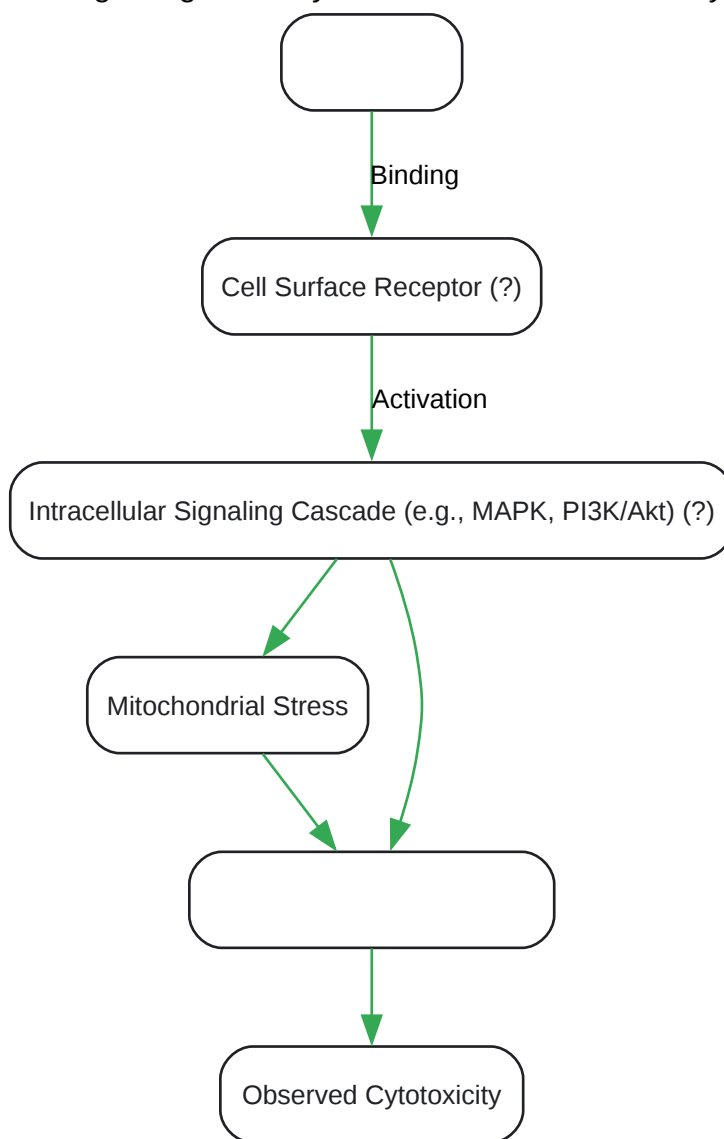 Binding
Cell Surface Receptor (?)
Activation
Intracellular Signaling Cascade (e.g., MAPK, PI3K/Akt) (?)
Mitochondrial Stress
Observed Cytotoxicity